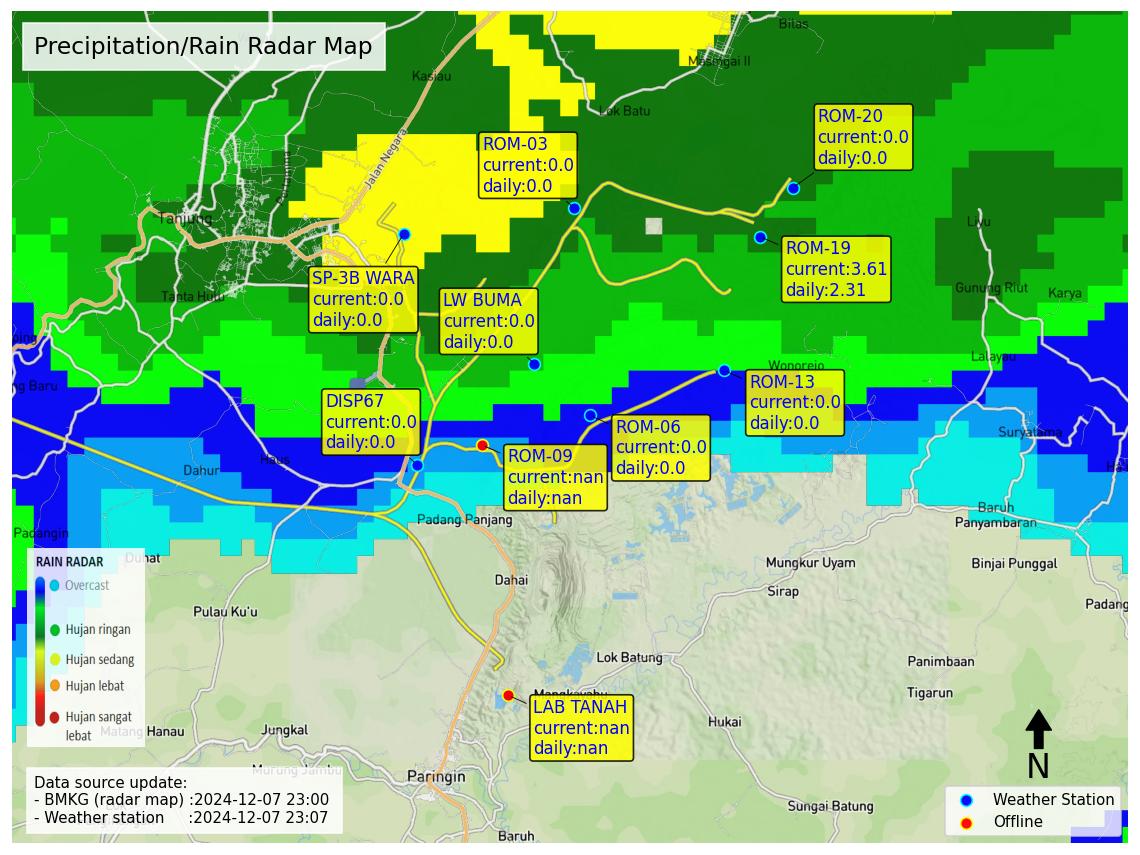 Precipitation/Rain Radar Map
Bilas
Masingai II
Kasiau
Lok Batu
Jalan Negara
ROM-20
current:0.0
daily:0.0
ROM-03
current:0.0
daily:0.0
Tanjung
Liyu
ROM-19
current:3.61
daily:2.31
SP-3B WARA
current:0.0
daily:0.0
LW BUMA
current:0.0
daily:0.0
Tanta Hulu
Gunung Riut
Karya
Lalayau
Wonorejo
ng Baru
ROM-13
current:0.0
daily:0.0
DISP67
current:0.0
daily:0.0
ROM-06
current:0.0
daily:0.0
Suryatama
ROM-09
current:nan
daily:nan
Dahur
Haus
Padang Panjang
Baruh
Panyambaran
Padangin
Duhat
Mungkur Uyam
Binjai Punggal
Dahai
Sirap
Padang
Pulau Ku'u
RAIN RADAR
Overcast
Hujan ringan
Hujan sedang
Hujan lebat
Hujan sangat
lebat
Lok Batung
Panimbaan
Tigarun
Mangkayahu
LAB TANAH
current:nan
daily:nan
Hukai
Matang Hanau
Jungkal
Murung Jambu
Paringin
N
Sungai Batung
Baruh
Data source update:
- BMKG (radar map) :2024-12-07 23:00
- Weather station :2024-12-07 23:07
Weather Station
Offline